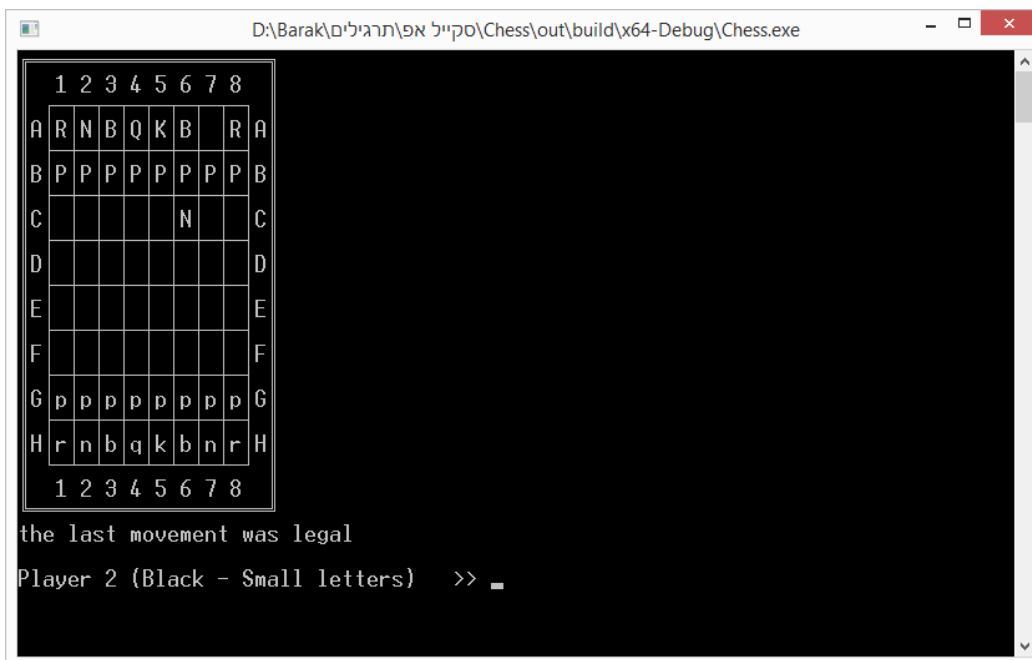 D:\Barak\סקייל אפ\תרגילים\Chess\out\build\x64-Debug\Chess.exe
1 2 3 4 5 6 7 8
A R N B Q K B R A
B P P P P P P P P B
C N C
D D
E E
F F
G p p p p p p p p G
H r n b q k b n r H
1 2 3 4 5 6 7 8
the last movement was legal
Player 2 (Black - Small letters) >> _